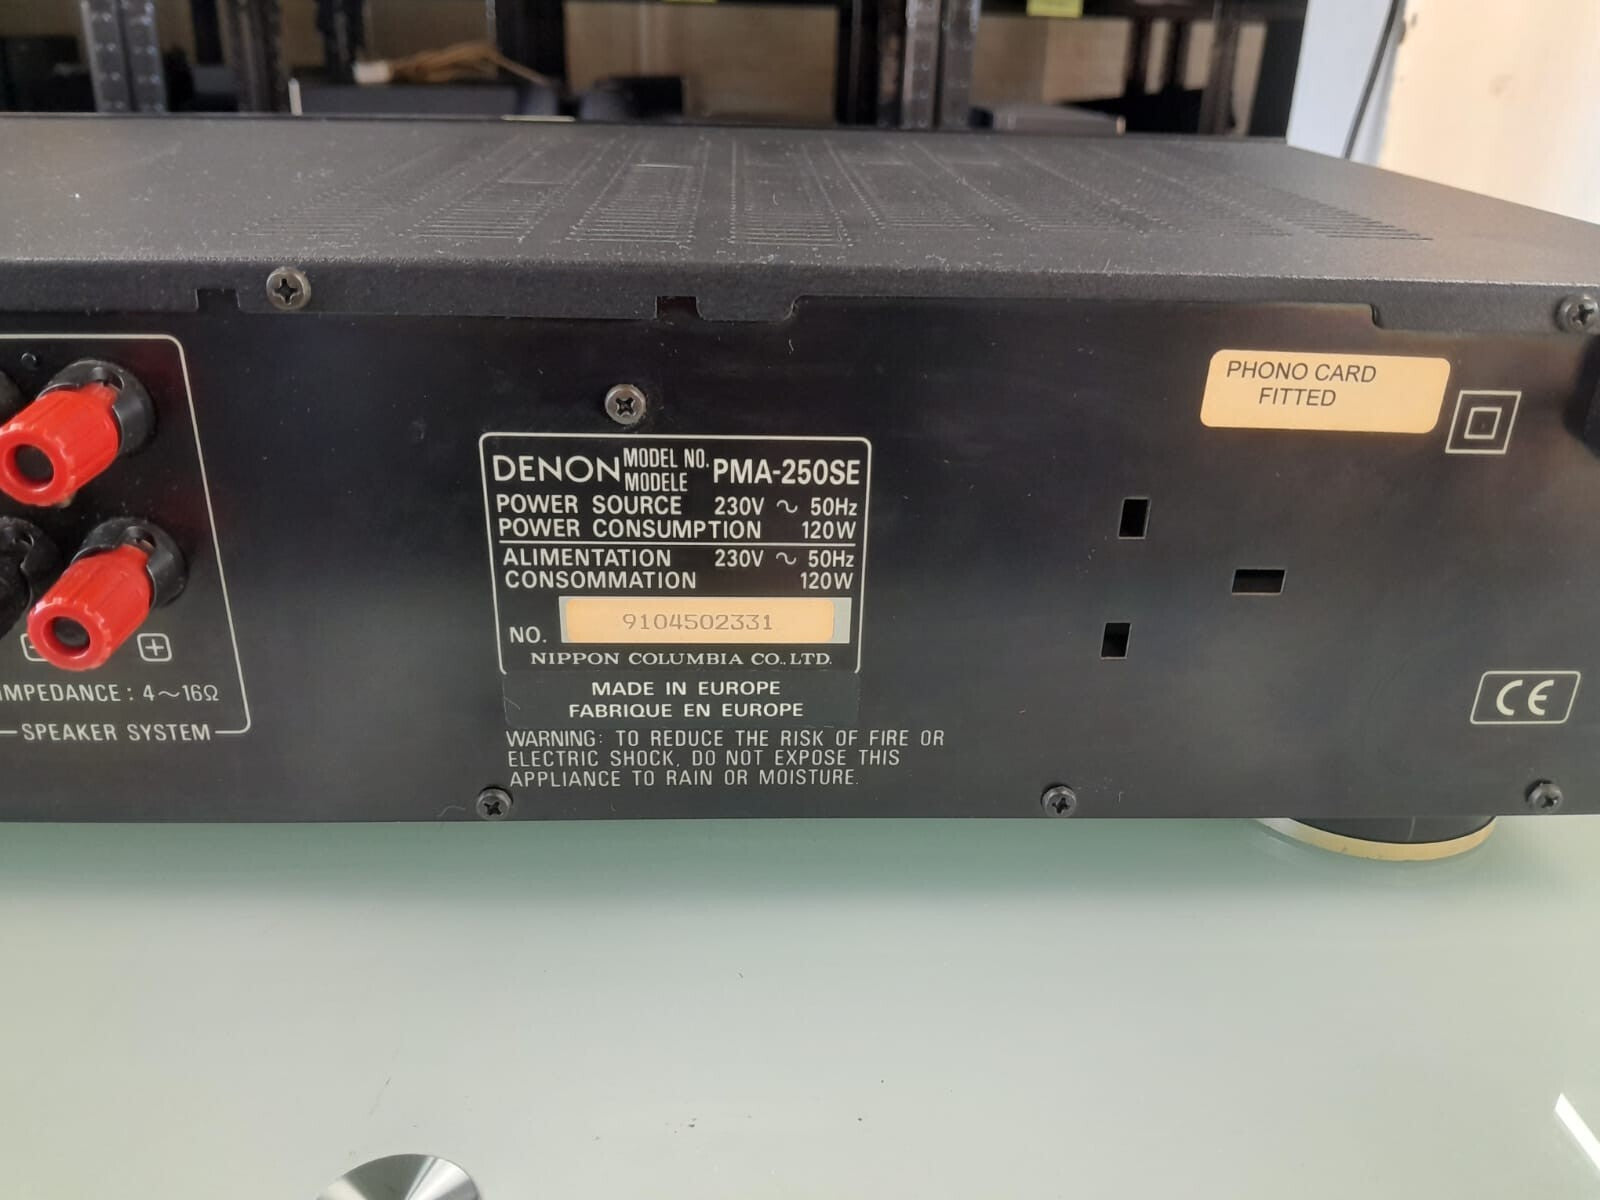 PHONO CARD
FITTED
DENON MODEL NO. PMA-250SE
MODELE
POWER SOURCE 230V ~ 50Hz
POWER CONSUMPTION 120W
ALIMENTATION 230V ~ 50Hz
CONSOMMATION 120W
NO. 9104502331
NIPPON COLUMBIA CO., LTD.
MADE IN EUROPE
FABRIQUE EN EUROPE
WARNING: TO REDUCE THE RISK OF FIRE OR
ELECTRIC SHOCK, DO NOT EXPOSE THIS
APPLIANCE TO RAIN OR MOISTURE.
IMPEDANCE : 4~16Ω
SPEAKER SYSTEM
CE